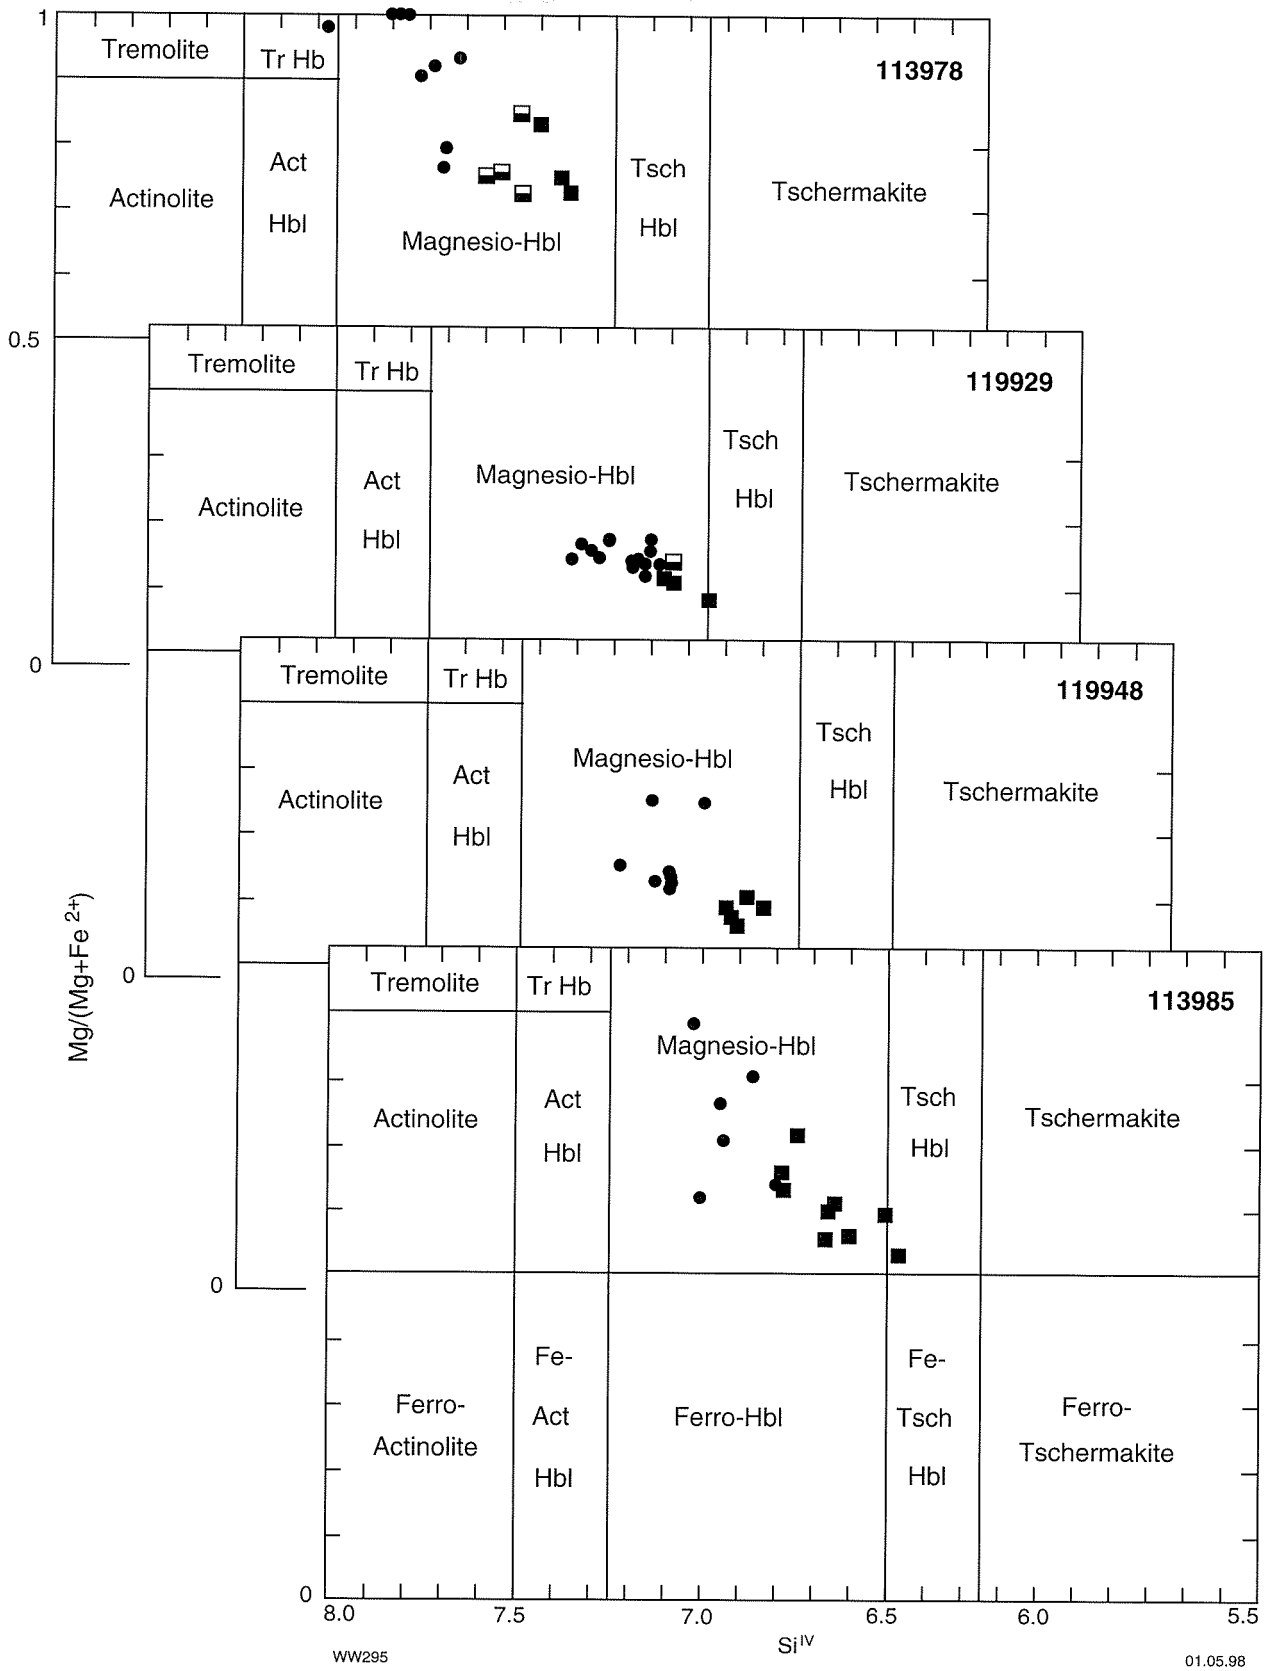 1
Tremolite
Tr Hb
113978
Act
Hbl
Actinolite
Magnesio-Hbl
Tsch
Hbl
Tschermakite
0.5
Tremolite
Tr Hb
119929
Act
Hbl
Actinolite
Magnesio-Hbl
Tsch
Hbl
Tschermakite
0
Tremolite
Tr Hb
119948
Act
Hbl
Actinolite
Magnesio-Hbl
Tsch
Hbl
Tschermakite
0
Mg/(Mg+Fe 2+)
Tremolite
Tr Hb
113985
Act
Hbl
Actinolite
Magnesio-Hbl
Tsch
Hbl
Tschermakite
0
Ferro-
Actinolite
Fe-
Act
Hbl
Ferro-Hbl
Fe-
Tsch
Hbl
Ferro-
Tschermakite
0
8.0 7.5 7.0 6.5 6.0 5.5
Si IV
WW295
01.05.98